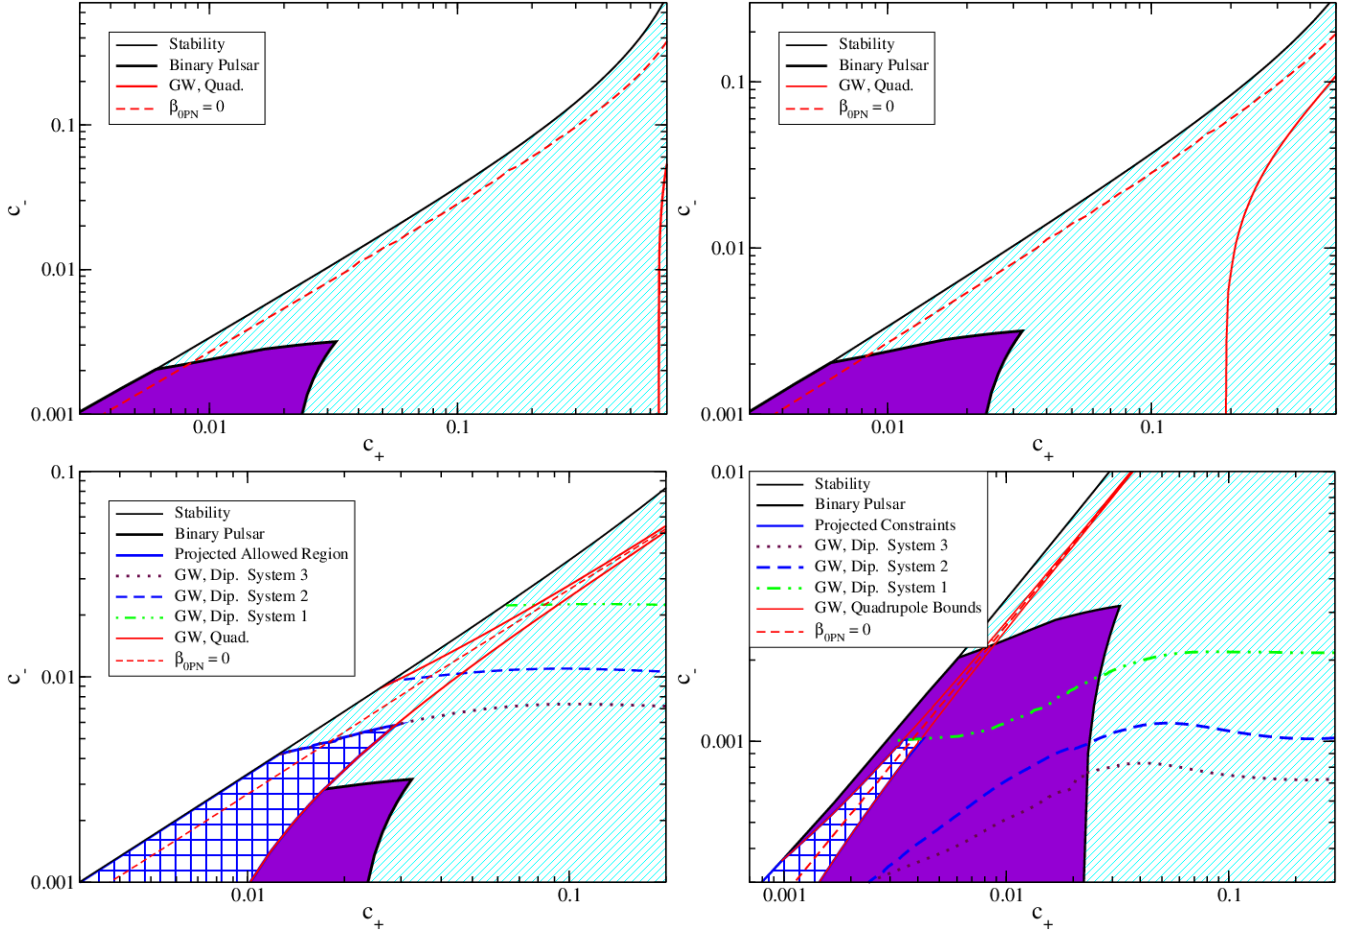 Stability
Binary Pulsar
GW, Quad.
β0PN = 0
0.1
0.01
0.001
c-
0.01
0.1
c+
Stability
Binary Pulsar
GW, Quad.
β0PN = 0
0.1
0.01
0.001
c-
0.01
0.1
c+
Stability
Binary Pulsar
Projected Allowed Region
GW, Dip. System 3
GW, Dip. System 2
GW, Dip. System 1
GW, Quad.
β0PN = 0
0.1
0.01
0.001
c-
0.01
0.1
c+
Stability
Binary Pulsar
Projected Constraints
GW, Dip. System 3
GW, Dip. System 2
GW, Dip. System 1
GW, Quadrupole Bounds
β0PN = 0
0.01
0.001
c-
0.001
0.01
0.1
c+